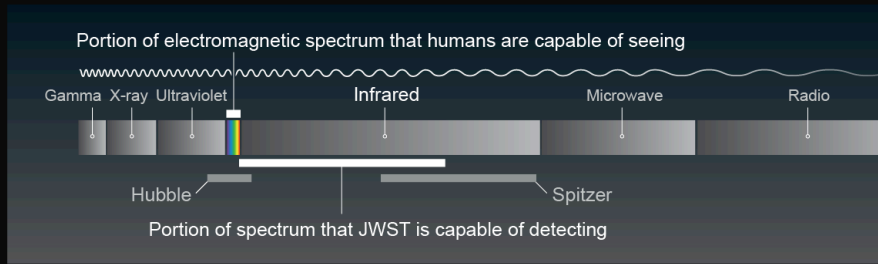 Portion of electromagnetic spectrum that humans are capable of seeing
Gamma X-ray Ultraviolet Infrared Microwave Radio
Hubble Spitzer
Portion of spectrum that JWST is capable of detecting